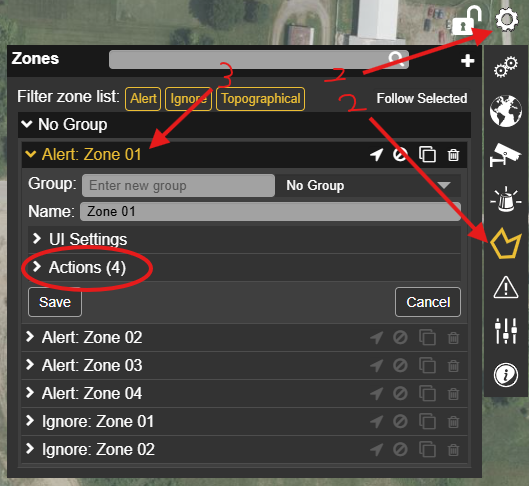 Zones
3
2
Filter zone list: Alert Ignore Topographical Follow Selected
2
No Group
Alert: Zone 01
Group: Enter new group No Group
Name: Zone 01
UI Settings
Actions (4)
Save Cancel
Alert: Zone 02
Alert: Zone 03
Alert: Zone 04
Ignore: Zone 01
Ignore: Zone 02